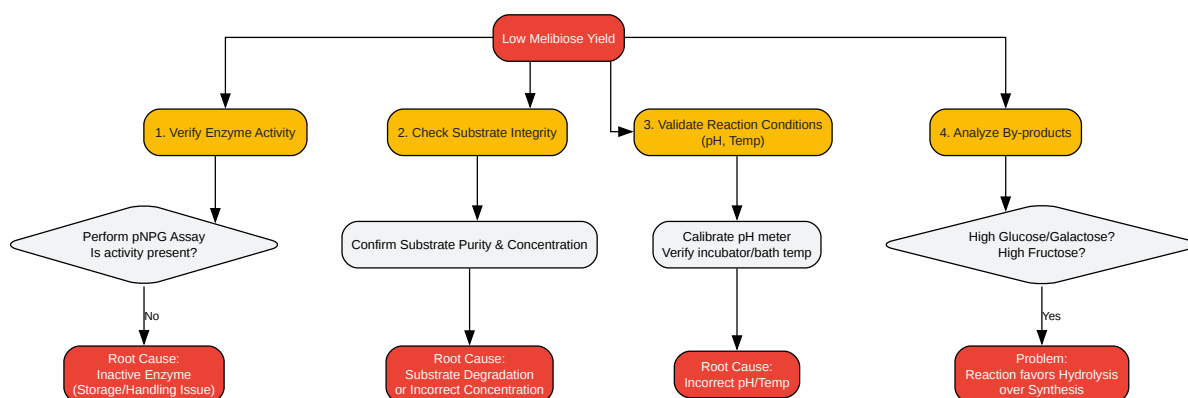 Low Melibiose Yield
1. Verify Enzyme Activity
2. Check Substrate Integrity
3. Validate Reaction Conditions
(pH, Temp)
4. Analyze By-products
Perform pNPG Assay
Is activity present?
Confirm Substrate Purity & Concentration
Calibrate pH meter
Verify incubator/bath temp
High Glucose/Galactose?
High Fructose?
No
Yes
Root Cause:
Inactive Enzyme
(Storage/Handling Issue)
Root Cause:
Substrate Degradation
or Incorrect Concentration
Root Cause:
Incorrect pH/Temp
Problem:
Reaction favors Hydrolysis
over Synthesis